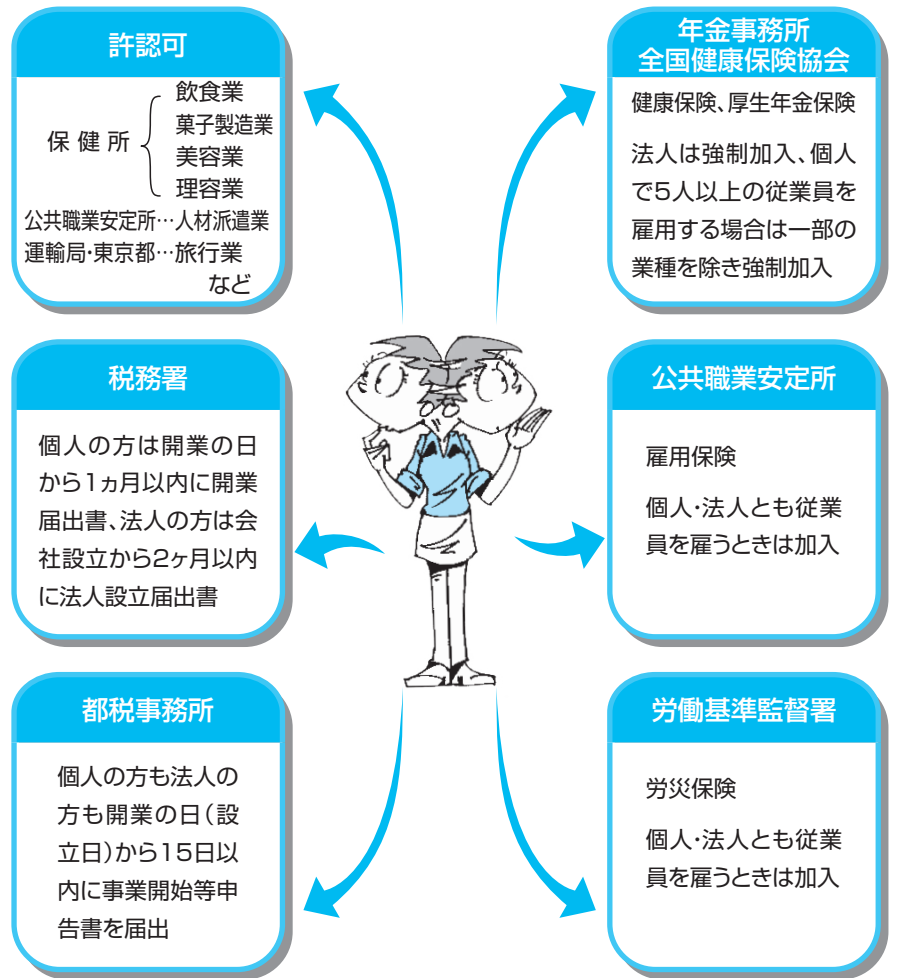 許認可
保健所
飲食業
菓子製造業
美容業
理容業
公共職業安定所…人材派遣業
運輸局・東京都…旅行業
など
年金事務所
全国健康保険協会
健康保険、厚生年金保険
法人は強制加入、個人
で5人以上の従業員を
雇用する場合は一部の
業種を除き強制加入
税務署
個人の方は開業の日
から1ヵ月以内に開業
届出書、法人の方は会
社設立から2ヶ月以内
に法人設立届出書
公共職業安定所
雇用保険
個人・法人とも従業
員を雇うときは加入
都税事務所
個人の方も法人の
方も開業の日（設
立日）から15日以
内に事業開始等申
告書を届出
労働基準監督署
労災保険
個人・法人とも従業
員を雇うときは加入